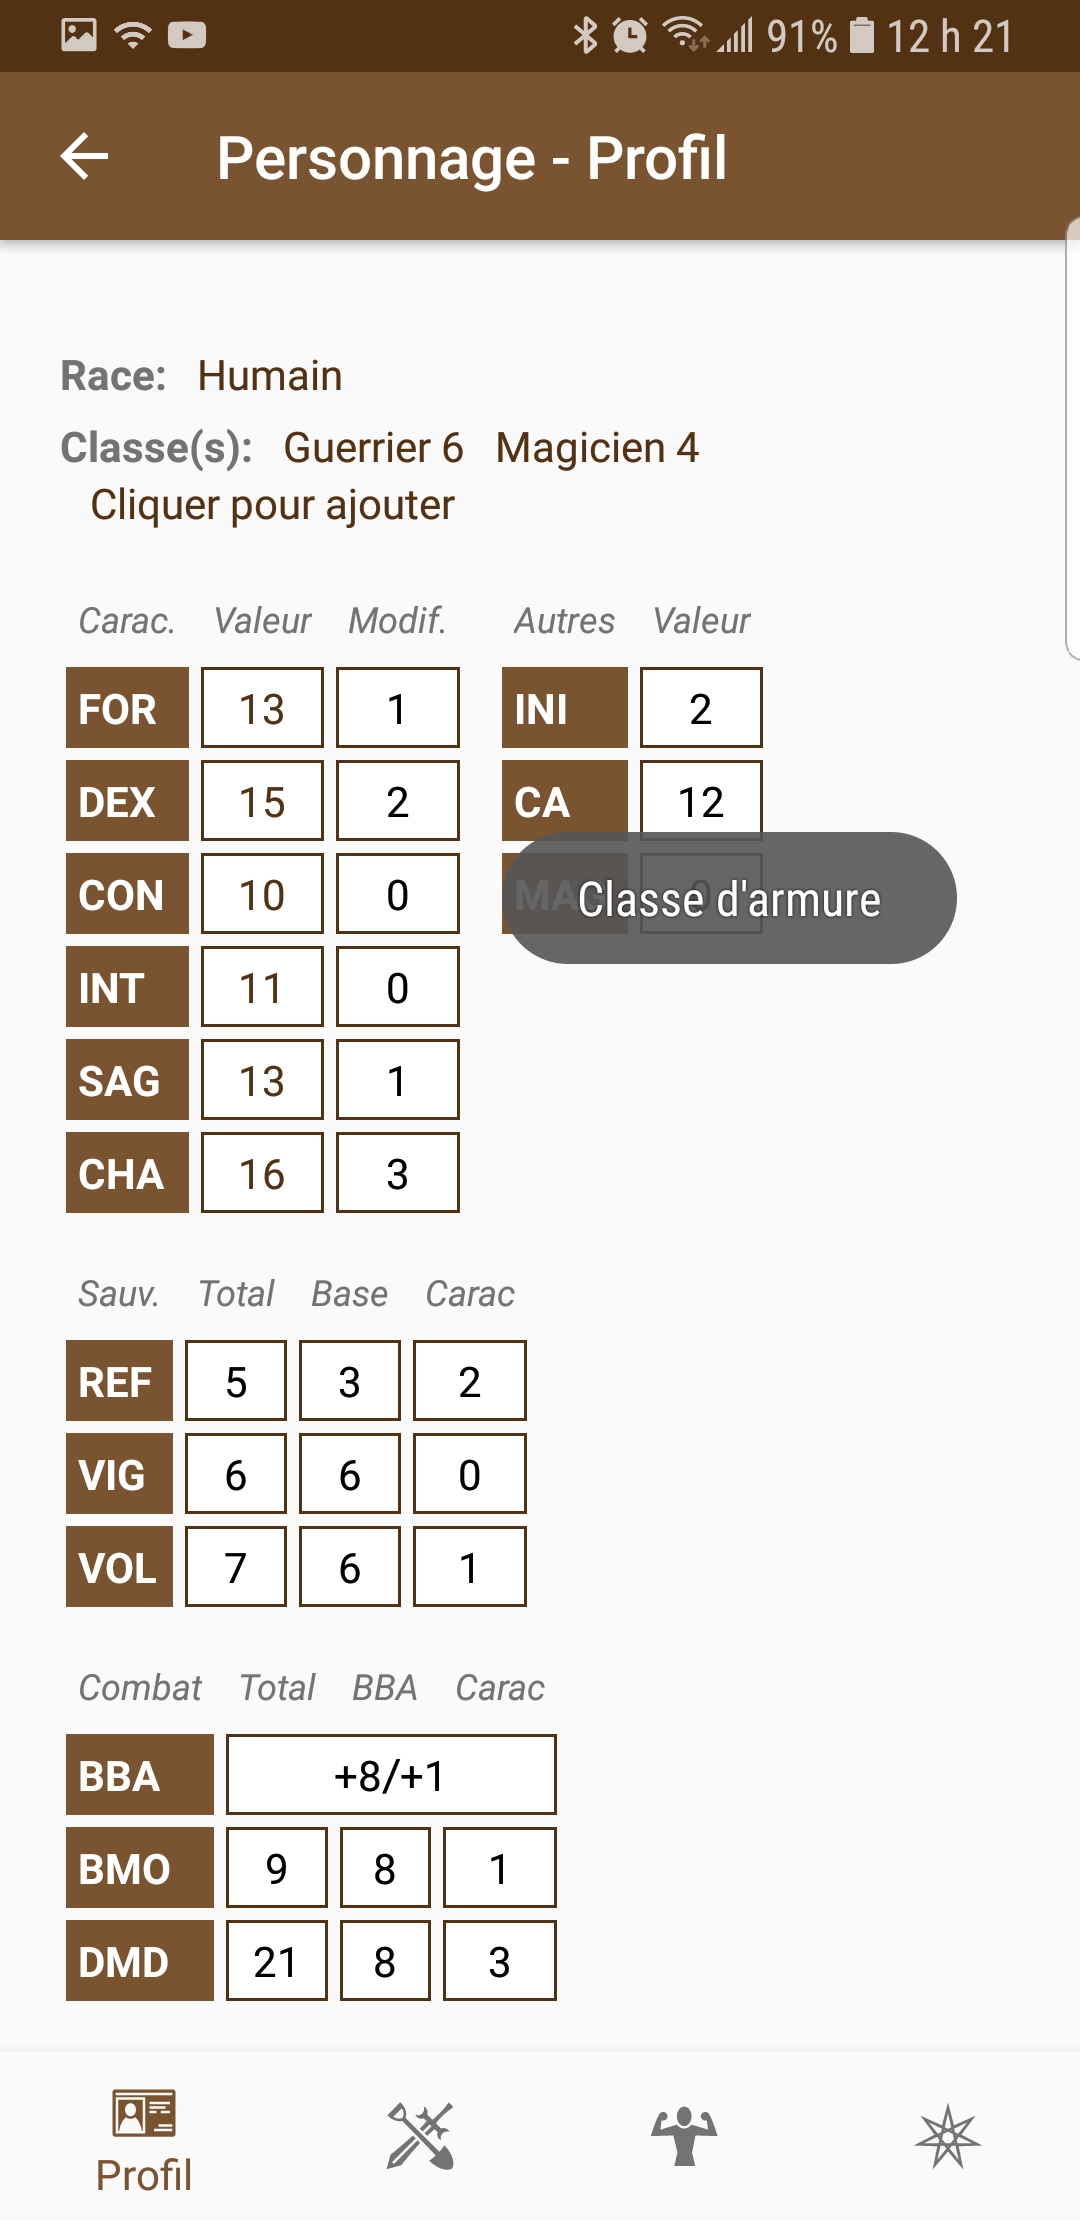 91% 12 h 21
Personnage - Profil
Race: Humain
Classe(s): Guerrier 6 Magicien 4
Cliquer pour ajouter
Carac. Valeur Modif. Autres Valeur
FOR 13 1 INI 2
DEX 15 2 CA 12
CON 10 0 0
Classe d'armure
INT 11 0
SAG 13 1
CHA 16 3
Sauv. Total Base Carac
REF 5 3 2
VIG 6 6 0
VOL 7 6 1
Combat Total BBA Carac
BBA +8/+1
BMO 9 8 1
DMD 21 8 3
Profil